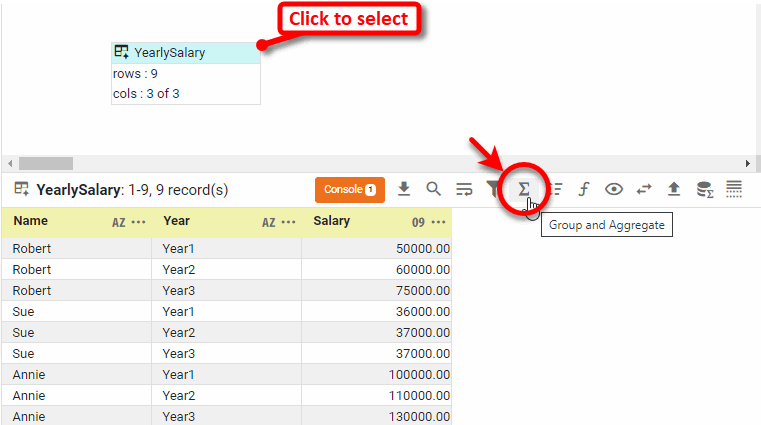 Click to select
YearlySalary
rows : 9
cols : 3 of 3
YearlySalary: 1-9, 9 record(s) Console 1 Σ f Σ
Group and Aggregate
Name AZ ••• Year AZ ••• Salary 09 •••
Robert Year1 50000.00
Robert Year2 60000.00
Robert Year3 75000.00
Sue Year1 36000.00
Sue Year2 37000.00
Sue Year3 37000.00
Annie Year1 100000.00
Annie Year2 110000.00
Annie Year3 130000.00